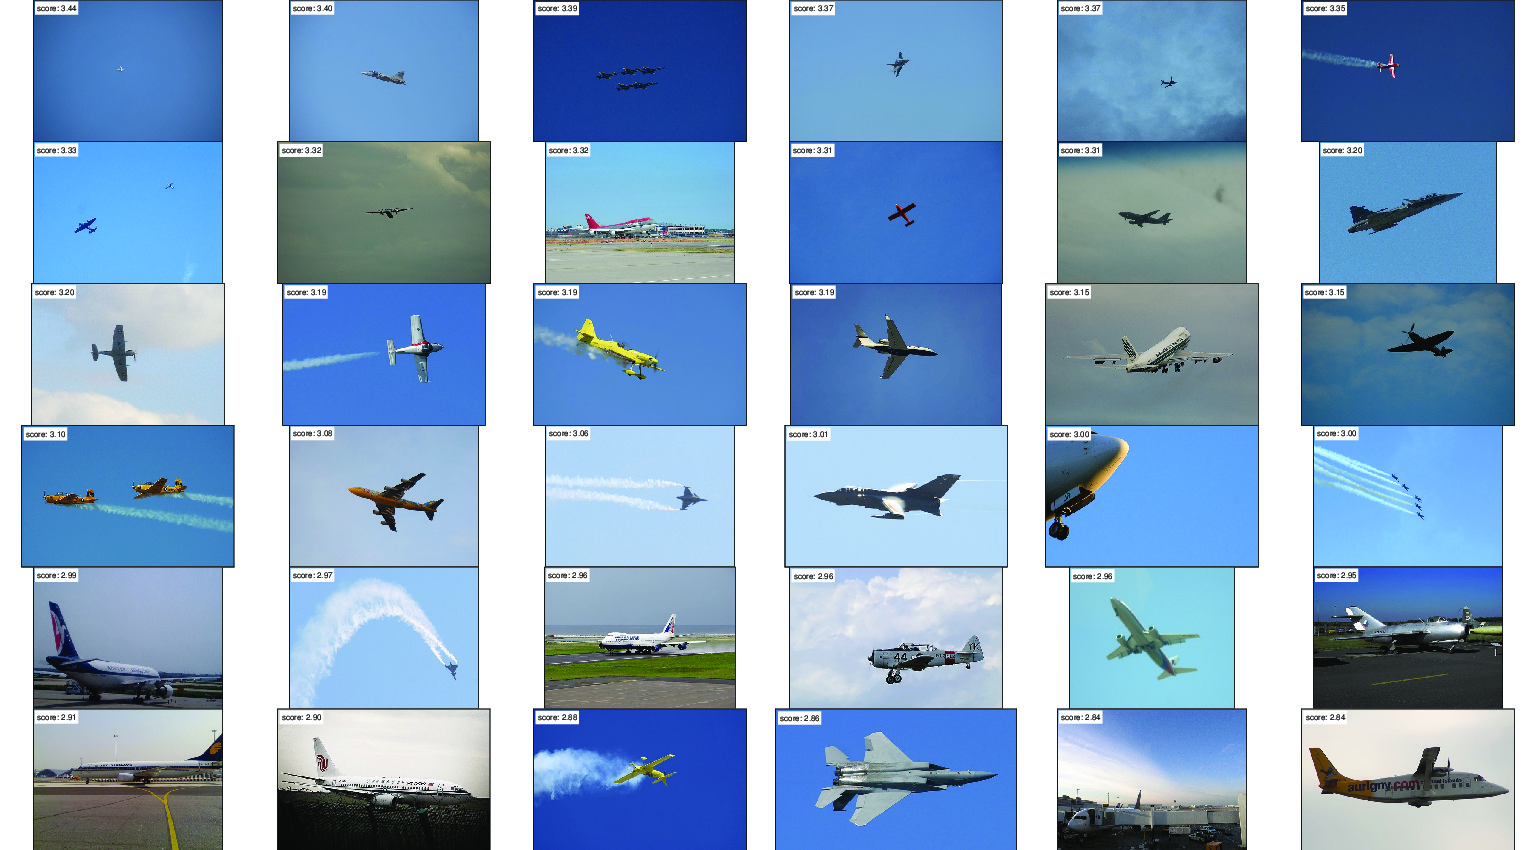 score: 3.44
score: 3.40
score: 3.39
score: 3.37
score: 3.37
score: 3.35
score: 3.33
score: 3.32
score: 3.32
score: 3.31
score: 3.31
score: 3.20
score: 3.20
score: 3.19
score: 3.19
score: 3.19
score: 3.15
score: 3.15
score: 3.10
score: 3.08
score: 3.06
score: 3.01
score: 3.00
score: 3.00
score: 2.99
score: 2.97
score: 2.96
score: 2.96
score: 2.96
score: 2.95
44
score: 2.91
score: 2.90
score: 2.88
score: 2.86
score: 2.84
score: 2.84
aurigny.com